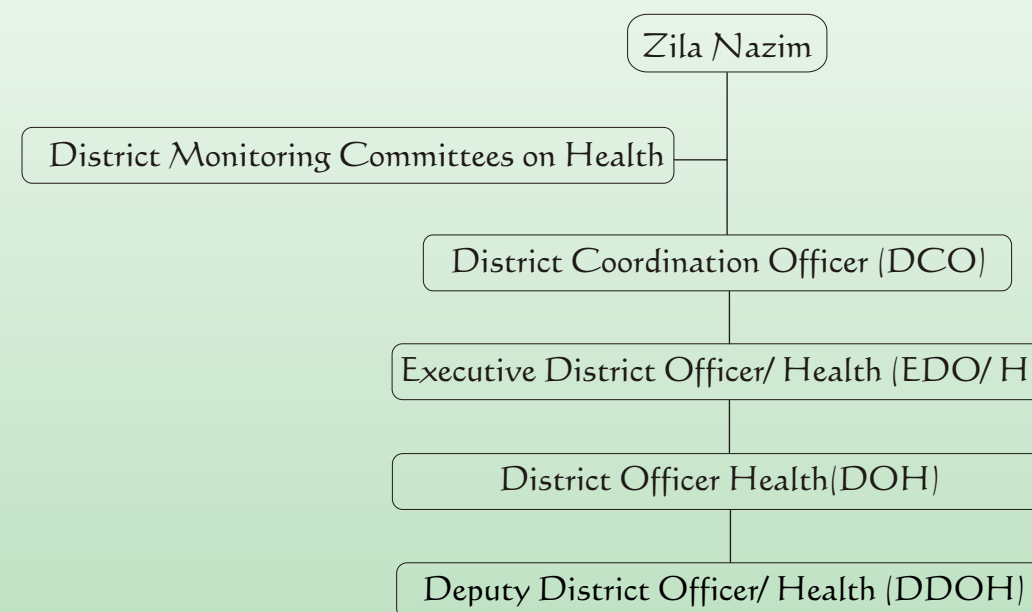 Zila Nazim
District Monitoring Committees on Health
District Coordination Officer (DCO)
Executive District Officer/ Health (EDO/ H
District Officer Health(DOH)
Deputy District Officer/ Health (DDOH)